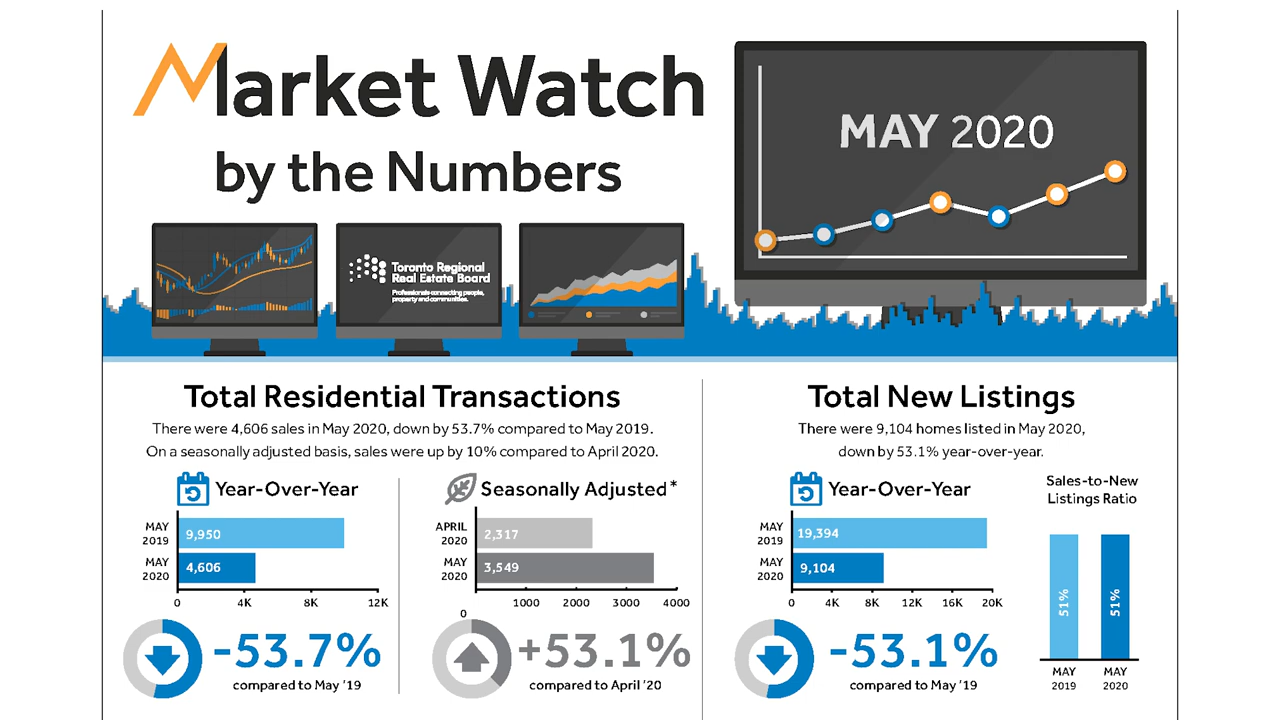 Market Watch
by the Numbers
MAY 2020
Toronto Regional
Real Estate Board
Professionals connecting people,
property and communities.
Total Residential Transactions
There were 4,606 sales in May 2020, down by 53.7% compared to May 2019.
On a seasonally adjusted basis, sales were up by 10% compared to April 2020.
Year-Over-Year
MAY
2019
9,950
MAY
2020
4,606
0 4K 8K 12K
-53.7%
compared to May '19
Seasonally Adjusted*
APRIL
2020
2,317
MAY
2020
3,549
0 1000 2000 3000 4000
+53.1%
compared to April '20
Total New Listings
There were 9,104 homes listed in May 2020,
down by 53.1% year-over-year.
Year-Over-Year
MAY
2019
19,394
MAY
2020
9,104
0 4K 8K 12K 16K 20K
-53.1%
compared to May '19
Sales-to-New
Listings Ratio
51%
51%
MAY
2019
MAY
2020